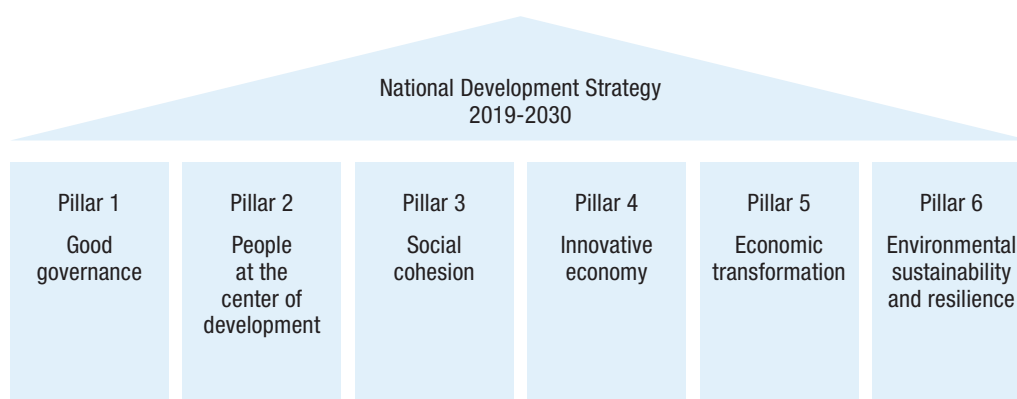 National Development Strategy
2019-2030
Pillar 1
Good
governance
Pillar 2
People
at the
center of
development
Pillar 3
Social
cohesion
Pillar 4
Innovative
economy
Pillar 5
Economic
transformation
Pillar 6
Environmental
sustainability
and resilience